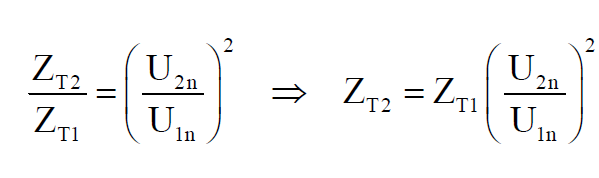 Z_T2 / Z_T1 = (U_2n / U_1n)^2 ⇒ Z_T2 = Z_T1 (U_2n / U_1n)^2